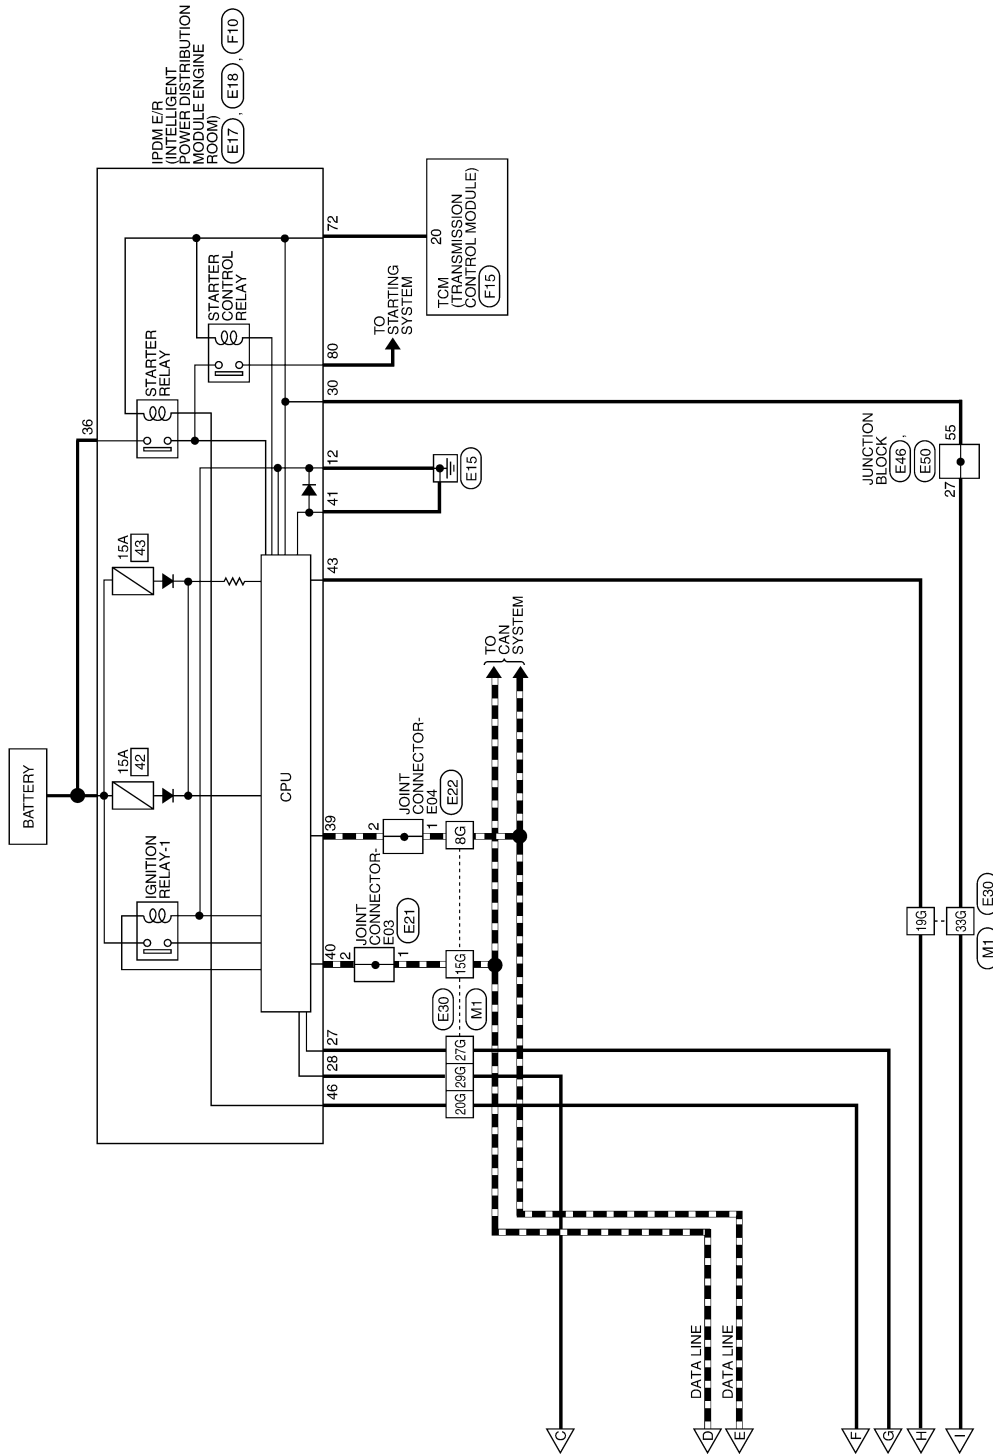 BATTERY
36
IPDM E/R
(INTELLIGENT
POWER DISTRIBUTION
MODULE ENGINE
ROOM)
E17 , E18 , F10
IGNITION
RELAY-1
15A
42
15A
43
STARTER
RELAY
STARTER
CONTROL
RELAY
CPU
46
28
27
40
39
43
41
12
30
80
72
2
JOINT
CONNECTOR-
E03
E21
1
2
JOINT
CONNECTOR-
E04
E22
1
E15
TO
STARTING
SYSTEM
20
TCM
(TRANSMISSION
CONTROL MODULE)
F15
20G
29G
27G
E30
M1
15G
8G
TO
CAN
SYSTEM
JUNCTION
BLOCK
E46 ,
E50
27
55
19G
33G
M1
E30
DATA LINE
DATA LINE
C
D
E
F
G
H
I